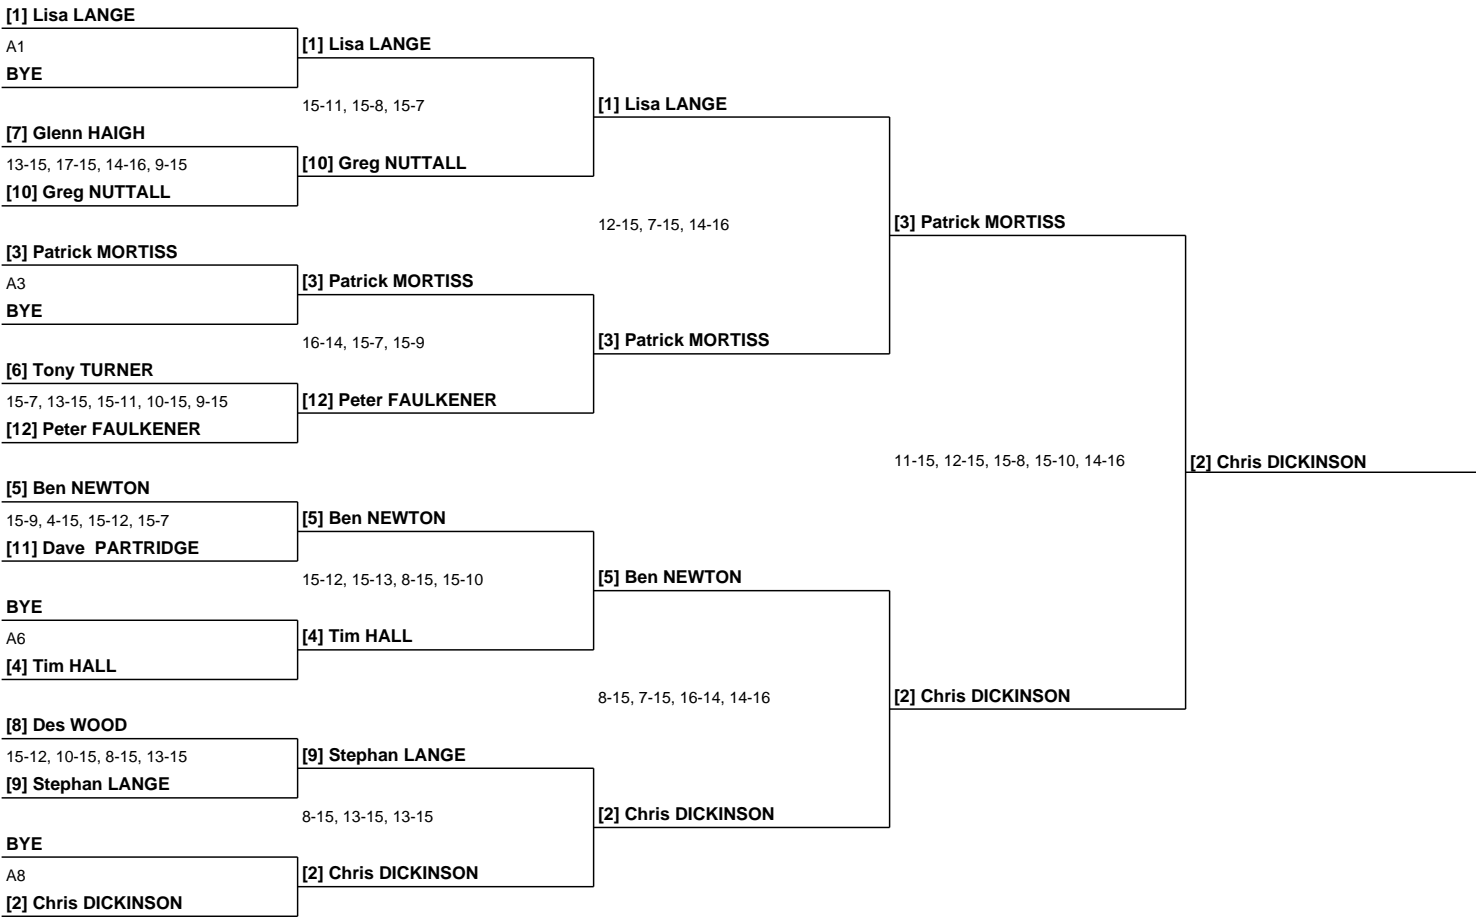 [1] Lisa LANGE
A1
BYE
[7] Glenn HAIGH
13-15, 17-15, 14-16, 9-15
[10] Greg NUTTALL
[3] Patrick MORTISS
A3
BYE
[6] Tony TURNER
15-7, 13-15, 15-11, 10-15, 9-15
[12] Peter FAULKENER
[5] Ben NEWTON
15-9, 4-15, 15-12, 15-7
[11] Dave  PARTRIDGE
BYE
A6
[4] Tim HALL
[8] Des WOOD
15-12, 10-15, 8-15, 13-15
[9] Stephan LANGE
BYE
A8
[2] Chris DICKINSON
[1] Lisa LANGE
15-11, 15-8, 15-7
[10] Greg NUTTALL
[3] Patrick MORTISS
16-14, 15-7, 15-9
[12] Peter FAULKENER
[5] Ben NEWTON
15-12, 15-13, 8-15, 15-10
[4] Tim HALL
[9] Stephan LANGE
8-15, 13-15, 13-15
[2] Chris DICKINSON
[1] Lisa LANGE
12-15, 7-15, 14-16
[3] Patrick MORTISS
[5] Ben NEWTON
8-15, 7-15, 16-14, 14-16
[2] Chris DICKINSON
[3] Patrick MORTISS
11-15, 12-15, 15-8, 15-10, 14-16
[2] Chris DICKINSON
[2] Chris DICKINSON